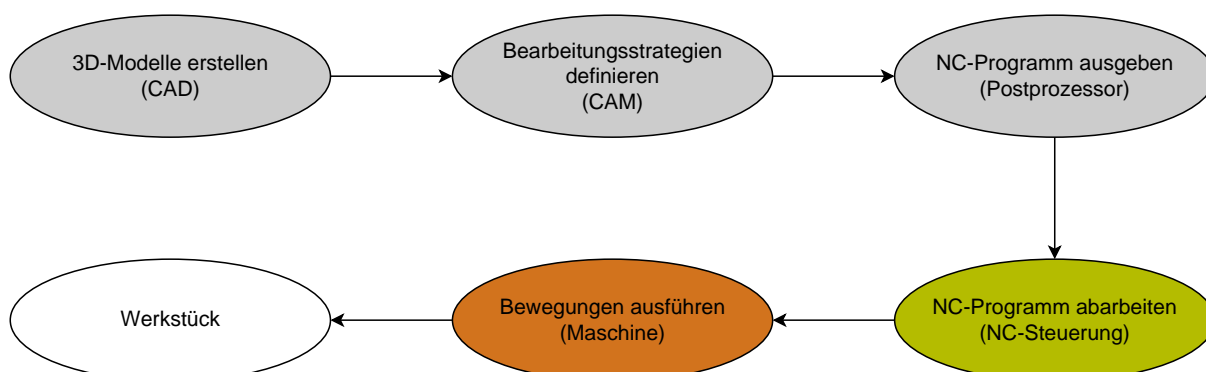 3D-Modelle erstellen
(CAD)
Bearbeitungsstrategien
definieren
(CAM)
NC-Programm ausgeben
(Postprozessor)
Werkstück
Bewegungen ausführen
(Maschine)
NC-Programm abarbeiten
(NC-Steuerung)